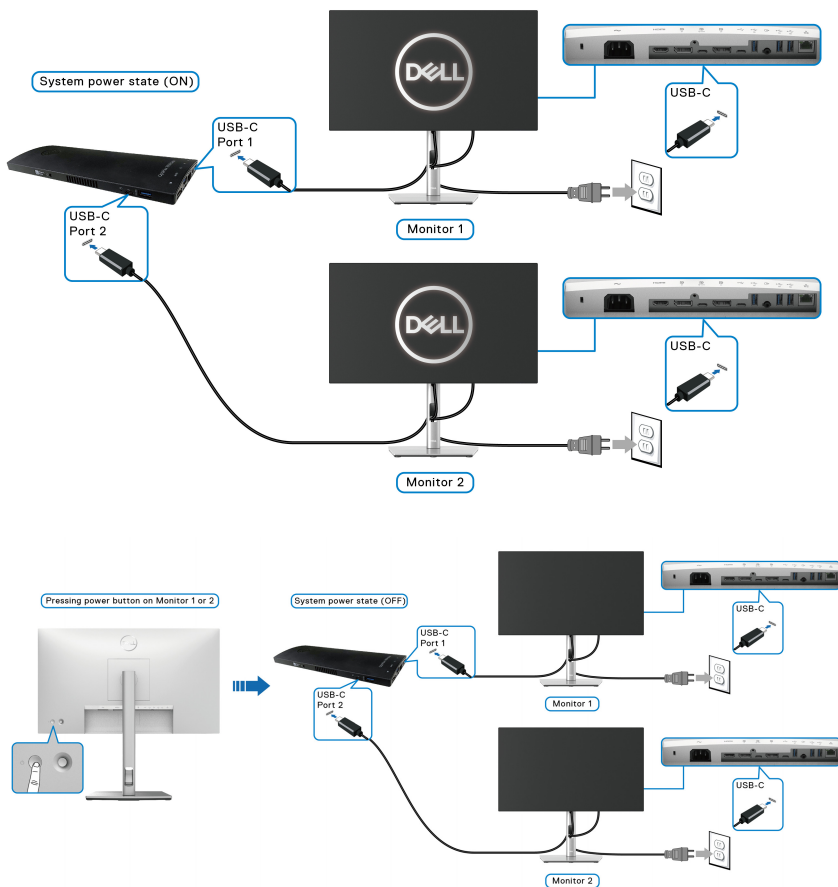 System power state (ON)
USB-C
Port 1
DELL
USB-C
Monitor 1
USB-C
Port 2
DELL
USB-C
Monitor 2
Pressing power button on Monitor 1 or 2
System power state (OFF)
USB-C
Port 1
USB-C
Monitor 1
USB-C
Port 2
USB-C
Monitor 2